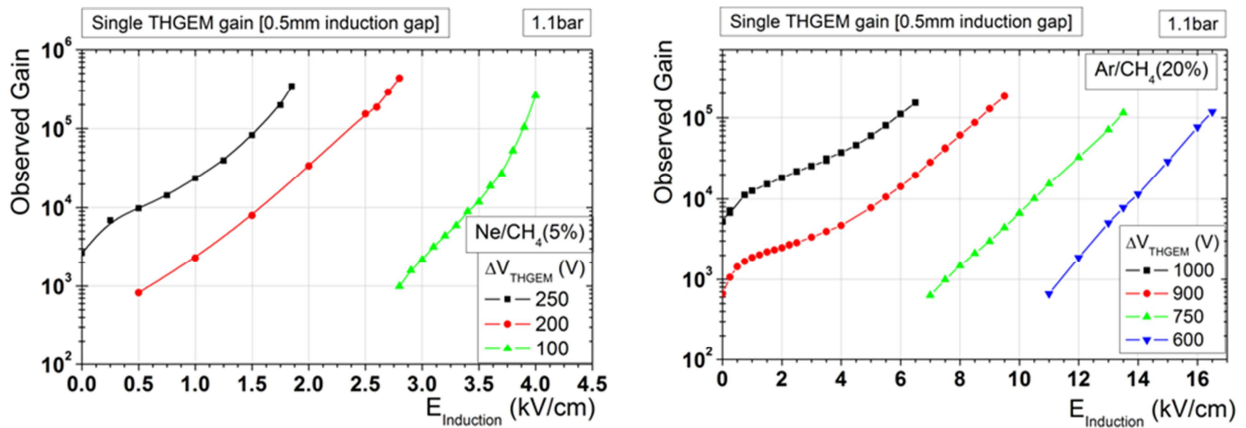 Single THGEM gain [0.5mm induction gap]
1.1bar
Observed Gain
10^6
10^5
10^4
10^3
10^2
Ne/CH4(5%)
ΔV_THGEM (V)
250
200
100
0.0 0.5 1.0 1.5 2.0 2.5 3.0 3.5 4.0 4.5
E_Induction (kV/cm)
Single THGEM gain [0.5mm induction gap]
1.1bar
Observed Gain
Ar/CH4(20%)
10^5
10^4
10^3
10^2
ΔV_THGEM (V)
1000
900
750
600
0 2 4 6 8 10 12 14 16
E_Induction (kV/cm)